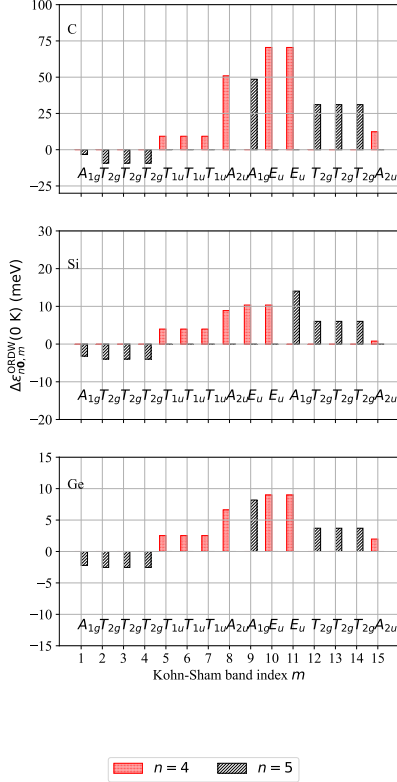 100
75
50
25
0
−25
C
A1g T2g T2g T2g T1u T1u T1u A2u A1g Eu Eu T2g T2g T2g A2u
30
20
10
0
−10
−20
Si
A1g T2g T2g T2g T1u T1u T1u A2u Eu Eu A1g T2g T2g T2g A2u
Δε^ORDW_n0,m(0 K) (meV)
15
10
5
0
−5
−10
−15
Ge
A1g T2g T2g T2g T1u T1u T1u A2u A1g Eu Eu T2g T2g T2g A2u
1 2 3 4 5 6 7 8 9 10 11 12 13 14 15
Kohn-Sham band index m
n = 4 n = 5